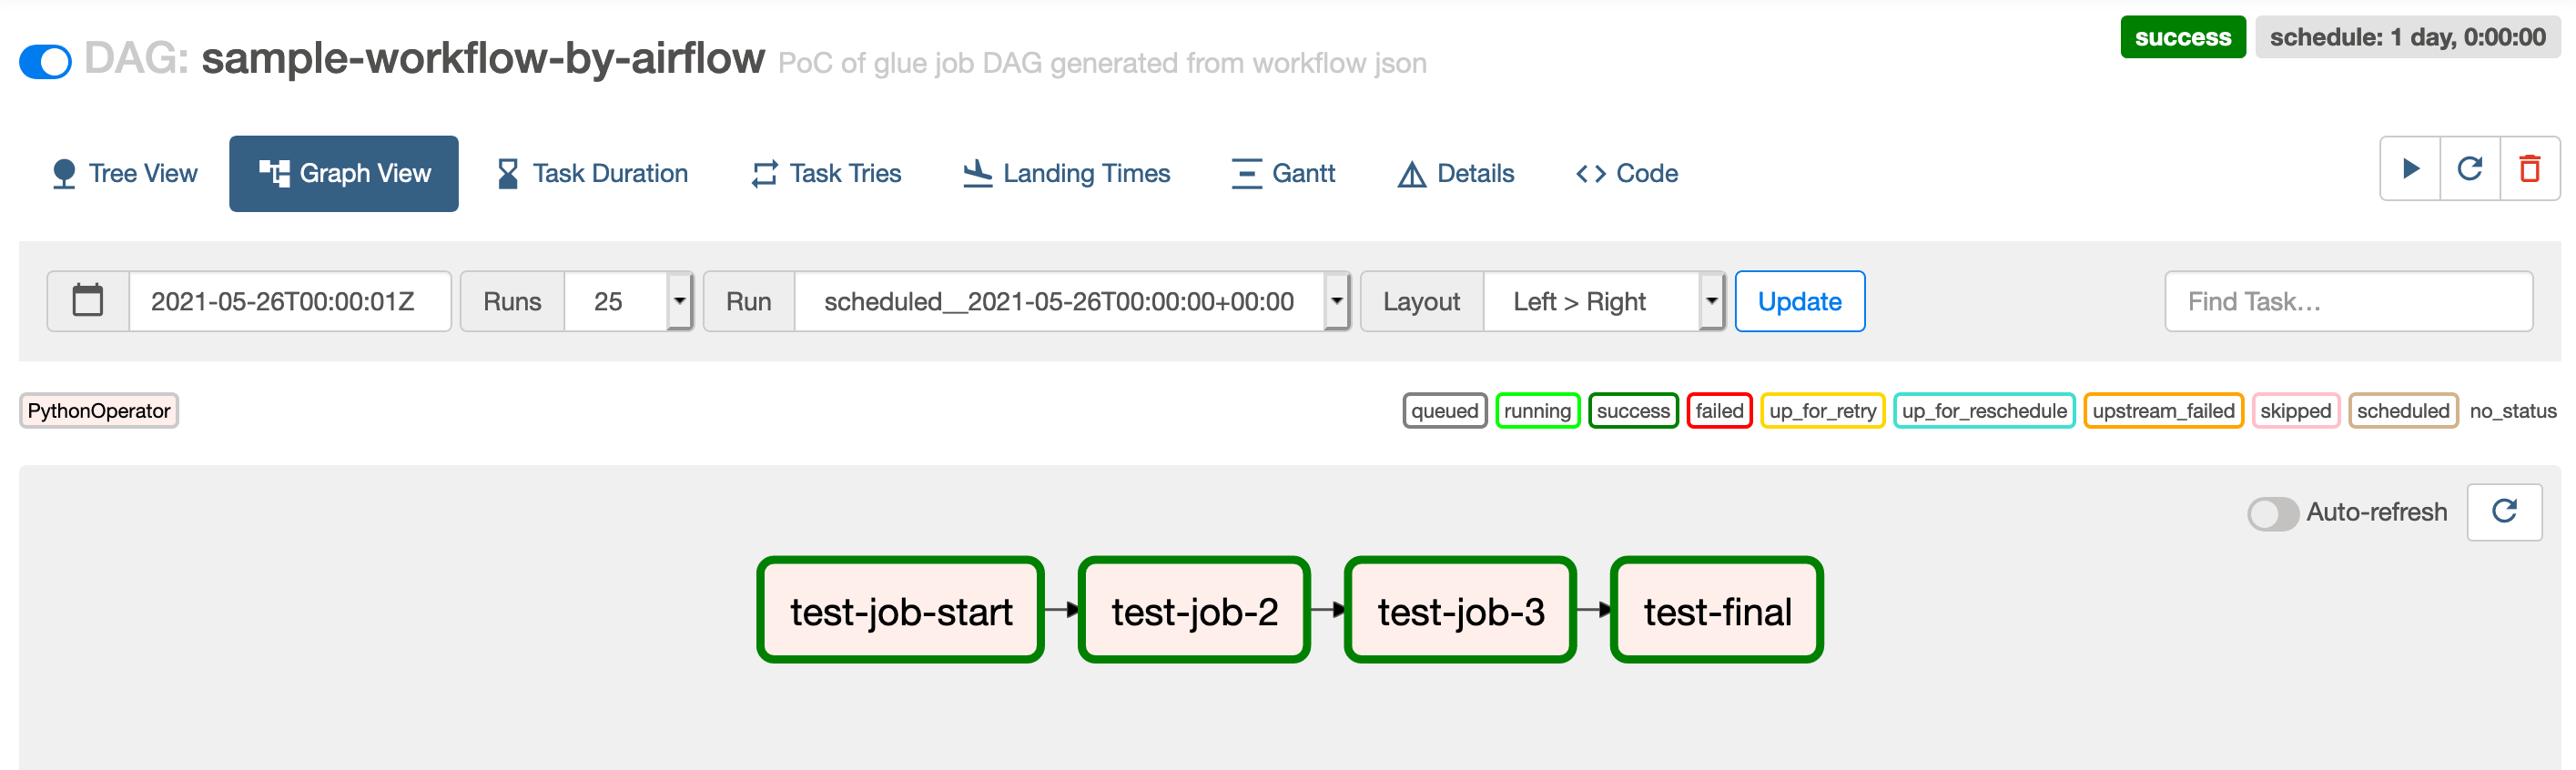 DAG: sample-workflow-by-airflow PoC of glue job DAG generated from workflow json
success schedule: 1 day, 0:00:00
Tree View Graph View Task Duration Task Tries Landing Times Gantt Details Code
2021-05-26T00:00:01Z Runs 25 Run scheduled__2021-05-26T00:00:00+00:00 Layout Left > Right Update Find Task...
PythonOperator queued running success failed up_for_retry up_for_reschedule upstream_failed skipped scheduled no_status
Auto-refresh
test-job-start test-job-2 test-job-3 test-final